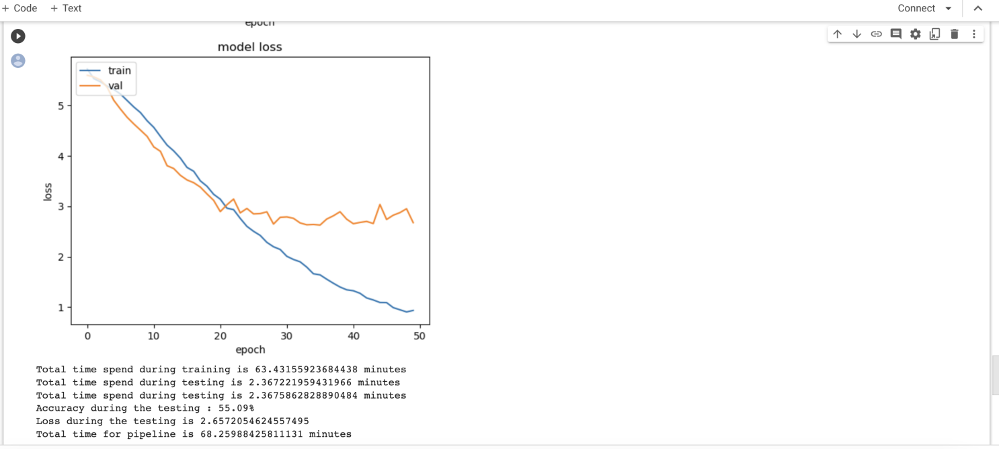 + Code + Text Connect
epoch
model loss
train
val
5
4
3
2
1
loss
0 10 20 30 40 50
epoch
Total time spend during training is 63.43155923684438 minutes
Total time spend during testing is 2.367221959431966 minutes
Total time spend during testing is 2.3675862828890484 minutes
Accuracy during the testing : 55.09%
Loss during the testing is 2.6572054624557495
Total time for pipeline is 68.25988425811131 minutes